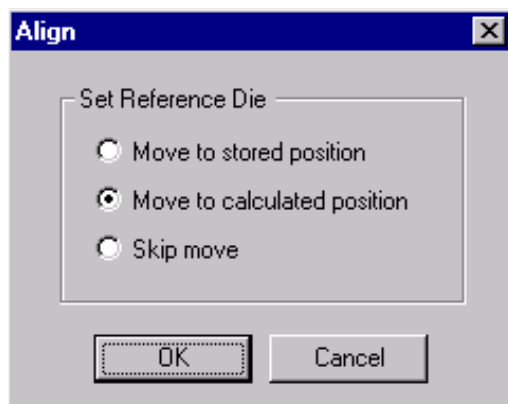 Align
Set Reference Die
Move to stored position
Move to calculated position
Skip move
OK Cancel